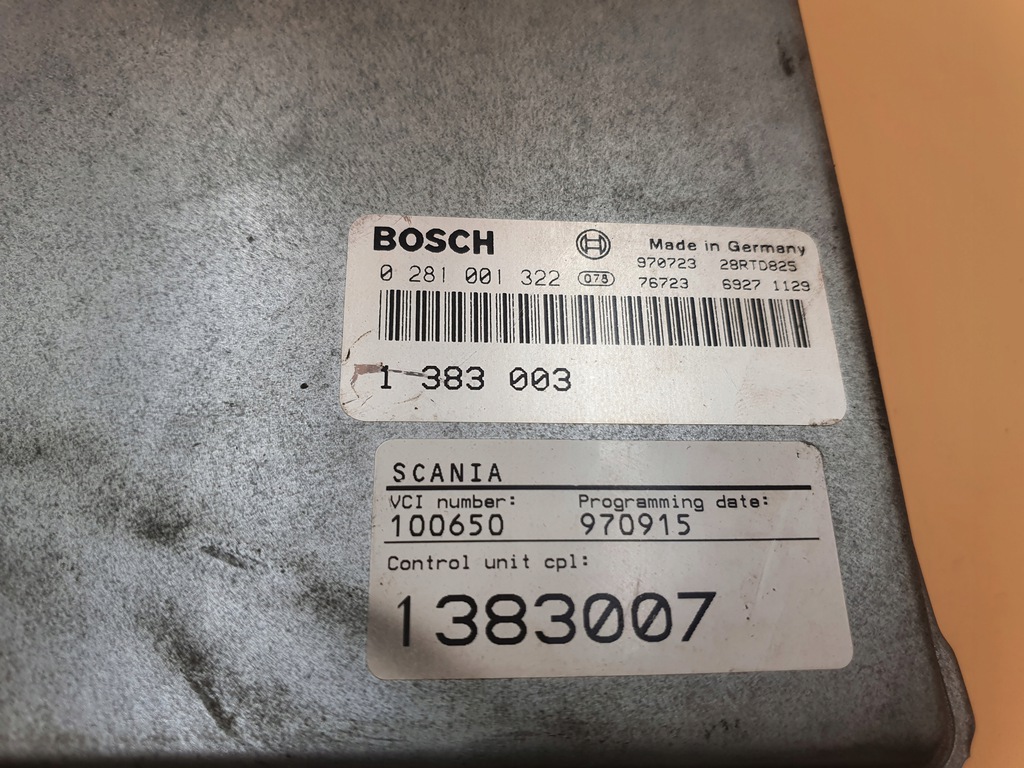 BOSCH Made in Germany
0 281 001 322 078 970723 28RTD825
76723 6927 1129
1 383 003
SCANIA
VCI number: Programming date:
100650 970915
Control unit cpl:
1383007